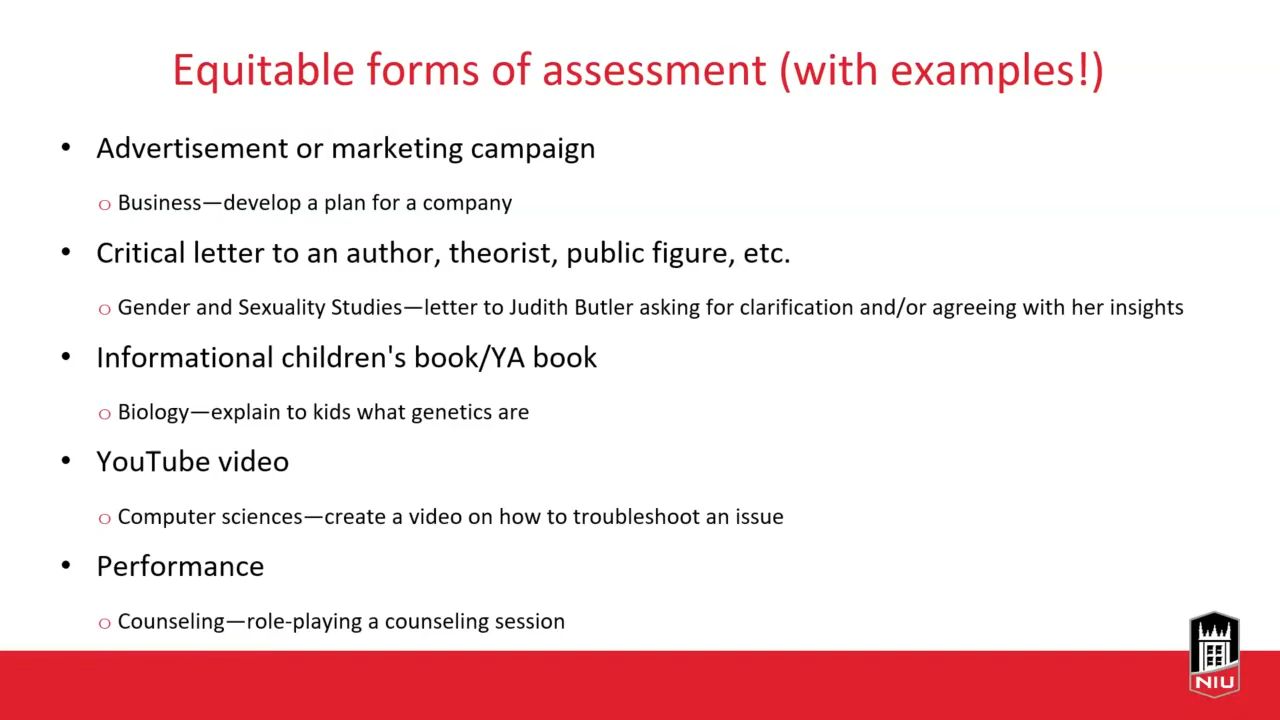 Equitable forms of assessment (with examples!)
• Advertisement or marketing campaign
o Business—develop a plan for a company
• Critical letter to an author, theorist, public figure, etc.
o Gender and Sexuality Studies—letter to Judith Butler asking for clarification and/or agreeing with her insights
• Informational children's book/YA book
o Biology—explain to kids what genetics are
• YouTube video
o Computer sciences—create a video on how to troubleshoot an issue
• Performance
o Counseling—role-playing a counseling session
NIU